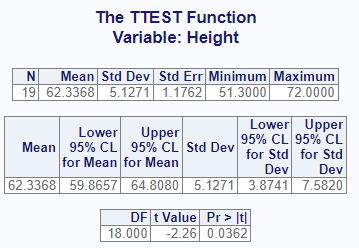 The TTEST Function
Variable: Height
N Mean Std Dev Std Err Minimum Maximum
19 62.3368 5.1271 1.1762 51.3000 72.0000
Mean Lower 95% CL for Mean Upper 95% CL for Mean Std Dev Lower 95% CL for Std Dev Upper 95% CL for Std Dev
62.3368 59.8657 64.8080 5.1271 3.8741 7.5820
DF t Value Pr > |t|
18.000 -2.26 0.0362